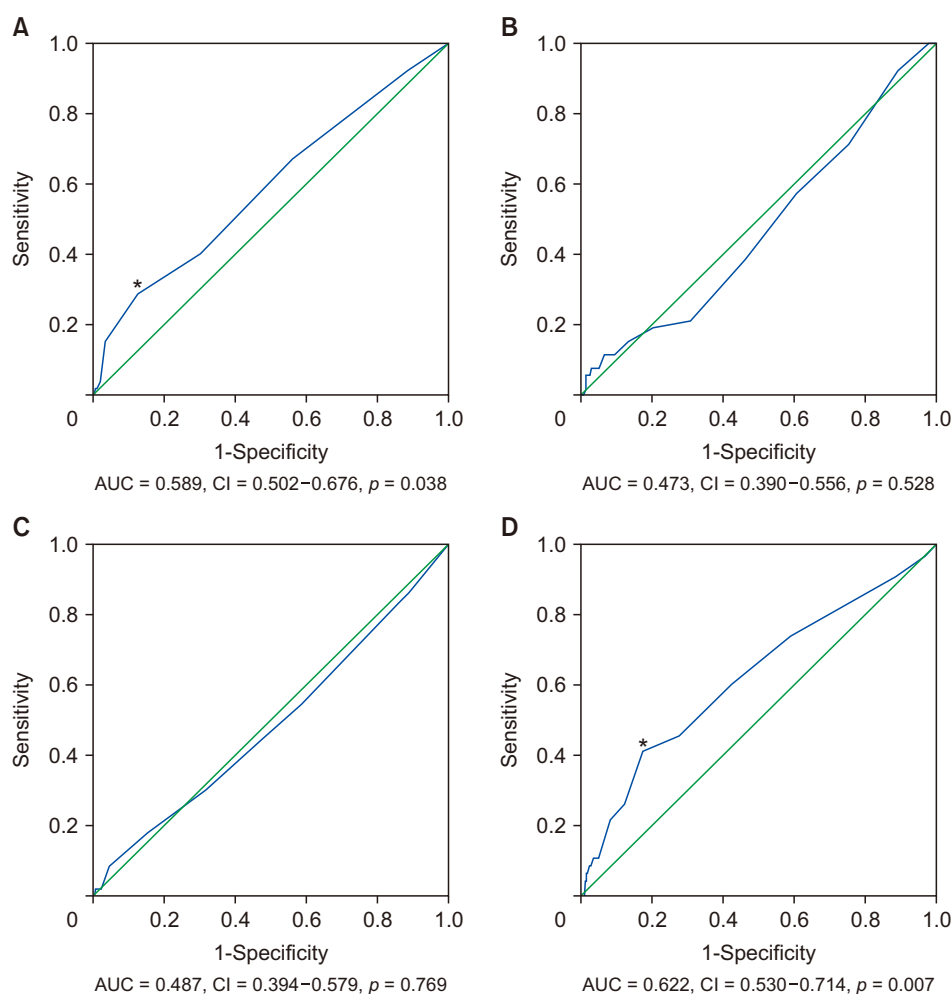 A
1.0
0.8
0.6
0.4
0.2
0
0.2
0.4
0.6
0.8
1.0
Sensitivity
*
1-Specificity
AUC = 0.589, CI = 0.502−0.676, p = 0.038
B
1.0
0.8
0.6
0.4
0.2
0
0.2
0.4
0.6
0.8
1.0
Sensitivity
1-Specificity
AUC = 0.473, CI = 0.390−0.556, p = 0.528
C
1.0
0.8
0.6
0.4
0.2
0
0.2
0.4
0.6
0.8
1.0
Sensitivity
1-Specificity
AUC = 0.487, CI = 0.394−0.579, p = 0.769
D
1.0
0.8
0.6
0.4
0.2
0
0.2
0.4
0.6
0.8
1.0
Sensitivity
*
1-Specificity
AUC = 0.622, CI = 0.530−0.714, p = 0.007